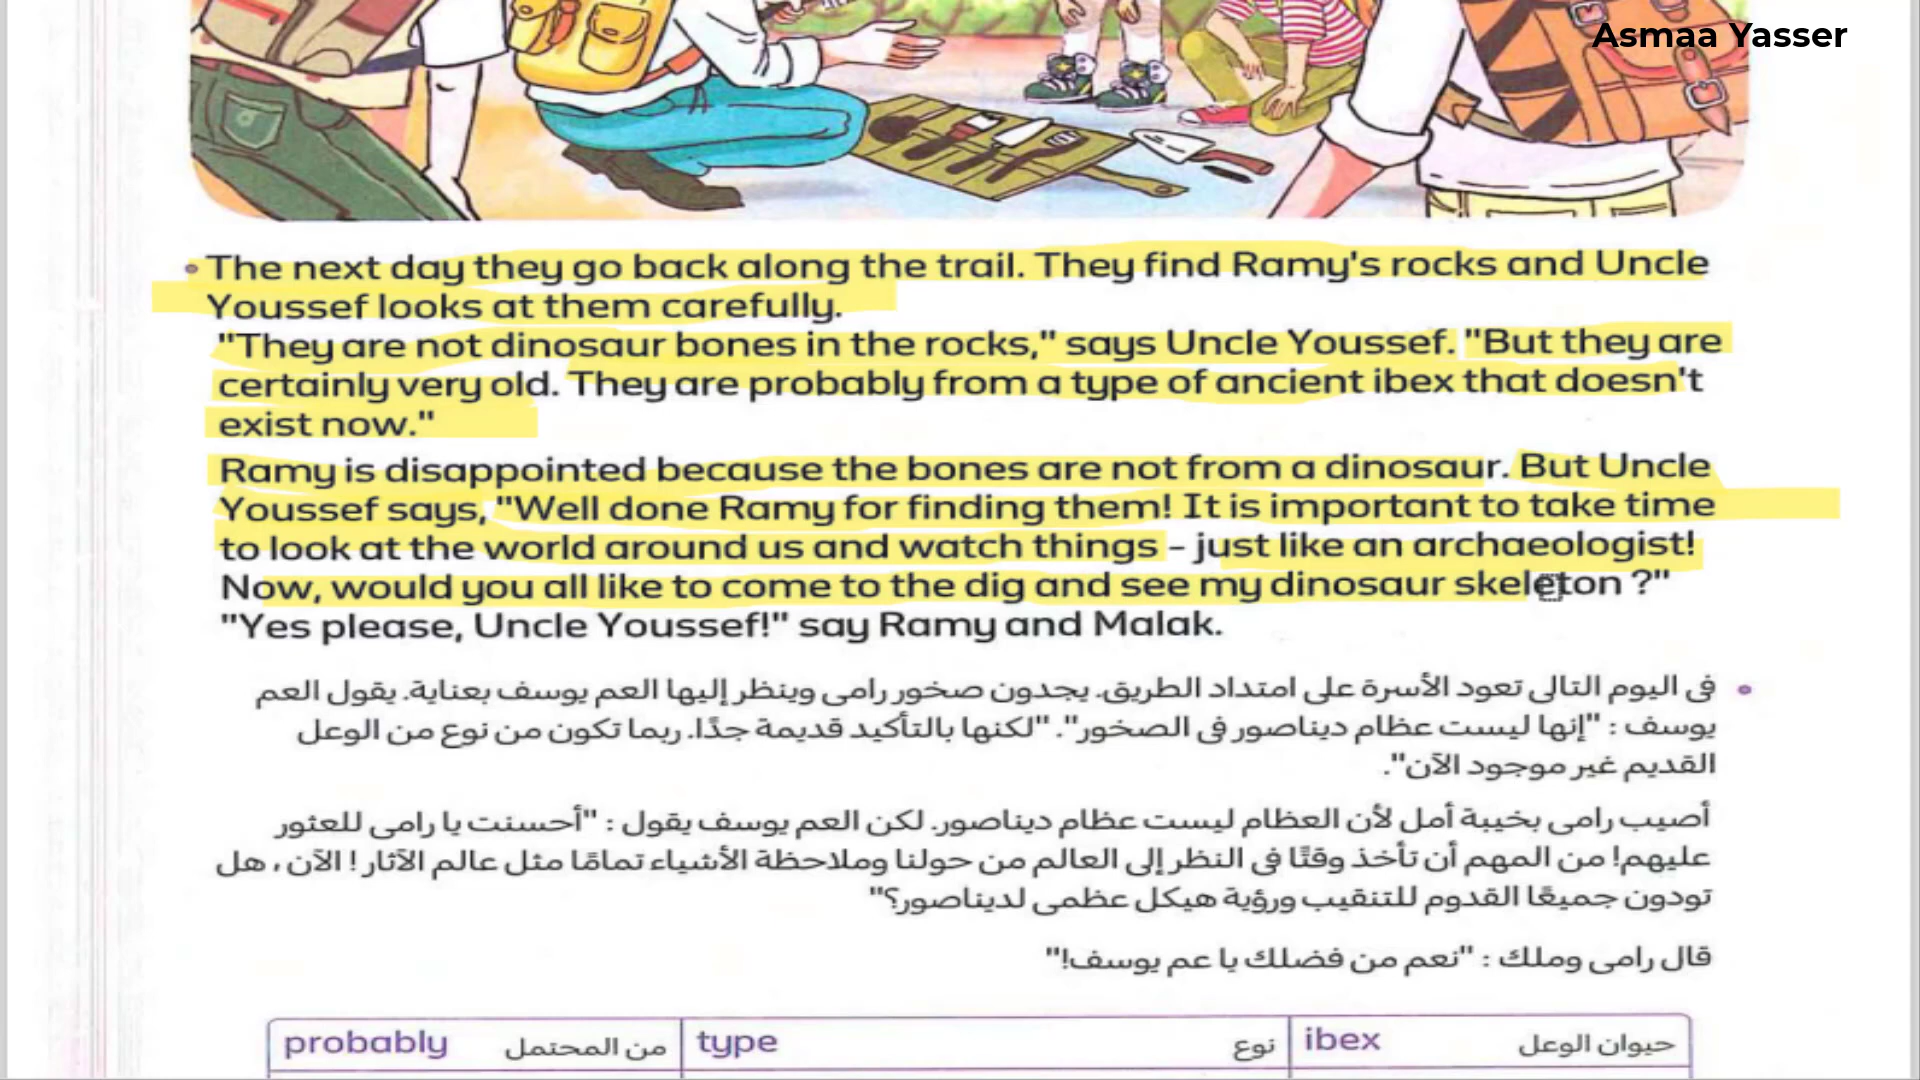 Asmaa Yasser
• The next day they go back along the trail. They find Ramy's rocks and Uncle
Youssef looks at them carefully.
"They are not dinosaur bones in the rocks," says Uncle Youssef. "But they are
certainly very old. They are probably from a type of ancient ibex that doesn't
exist now."
Ramy is disappointed because the bones are not from a dinosaur. But Uncle
Youssef says, "Well done Ramy for finding them! It is important to take time
to look at the world around us and watch things – just like an archaeologist!
Now, would you all like to come to the dig and see my dinosaur skeleton ?"
"Yes please, Uncle Youssef!" say Ramy and Malak.
• فى اليوم التالى تعود الأسرة على امتداد الطريق. يجدون صخور رامى وينظر إليها العم يوسف بعناية. يقول العم
يوسف : "إنها ليست عظام ديناصور فى الصخور". "لكنها بالتأكيد قديمة جدًا. ربما تكون من نوع من الوعل
القديم غير موجود الآن".
أصيب رامى بخيبة أمل لأن العظام ليست عظام ديناصور. لكن العم يوسف يقول : "أحسنت يا رامى للعثور
عليهم! من المهم أن تأخذ وقتًا فى النظر إلى العالم من حولنا وملاحظة الأشياء تمامًا مثل عالم الآثار ! الآن ، هل
تودون جميعًا القدوم للتنقيب ورؤية هيكل عظمى لديناصور؟"
قال رامى وملك : "نعم من فضلك يا عم يوسف!"
probably من المحتمل type نوع ibex حيوان الوعل